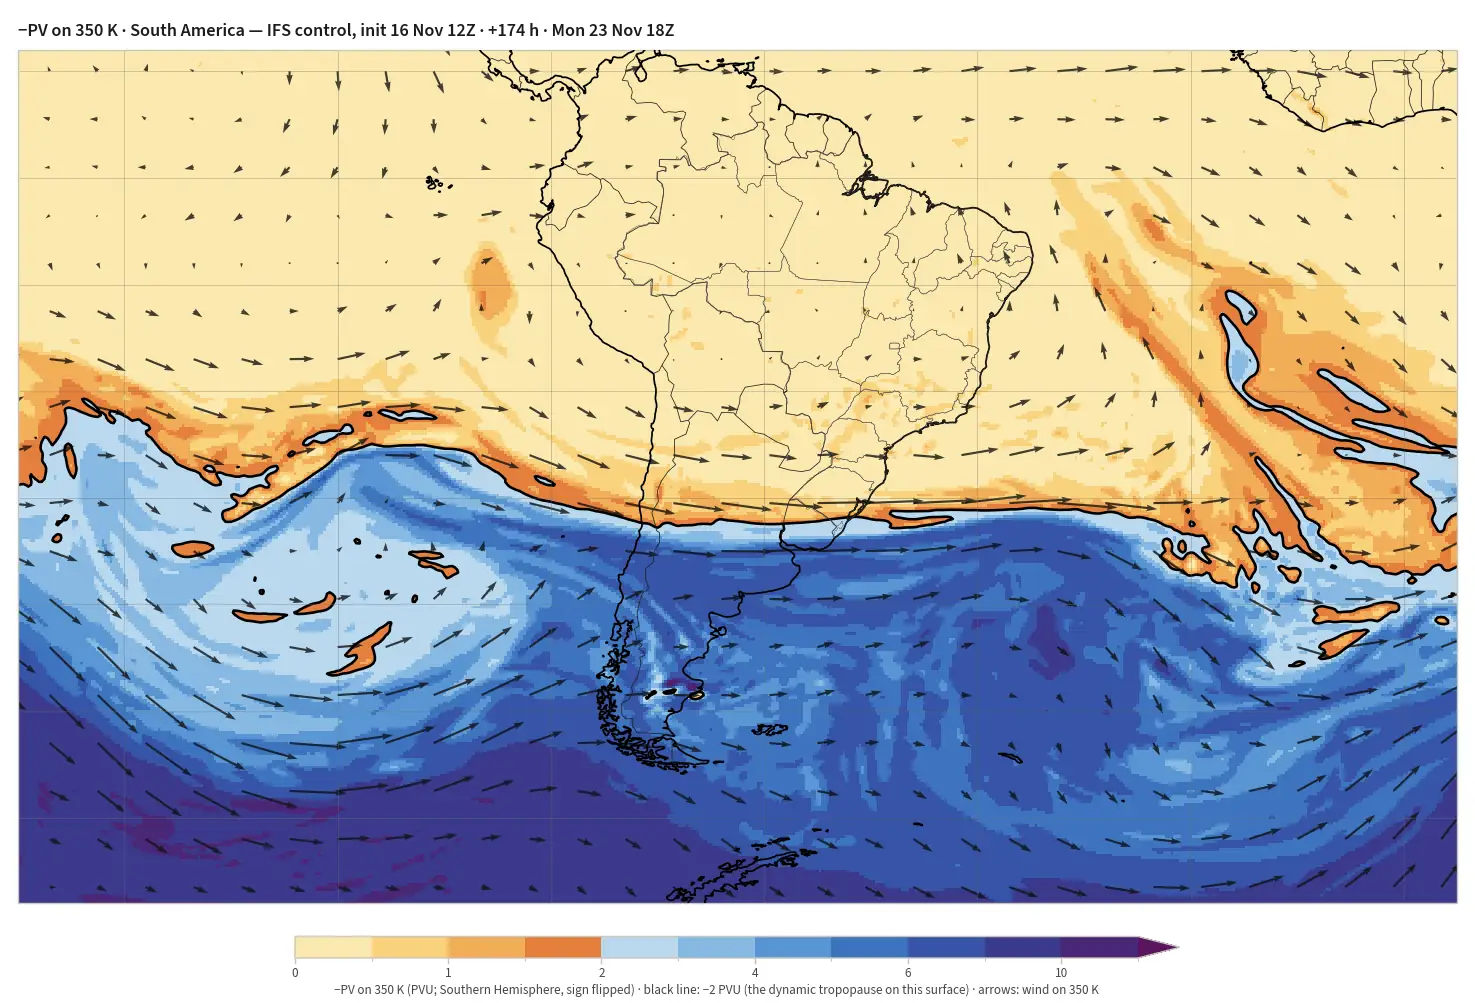 −PV on 350 K · South America — IFS control, init 16 Nov 12Z · +174 h · Mon 23 Nov 18Z
0 1 2 4 6 10
−PV on 350 K (PVU; Southern Hemisphere, sign flipped) · black line: −2 PVU (the dynamic tropopause on this surface) · arrows: wind on 350 K